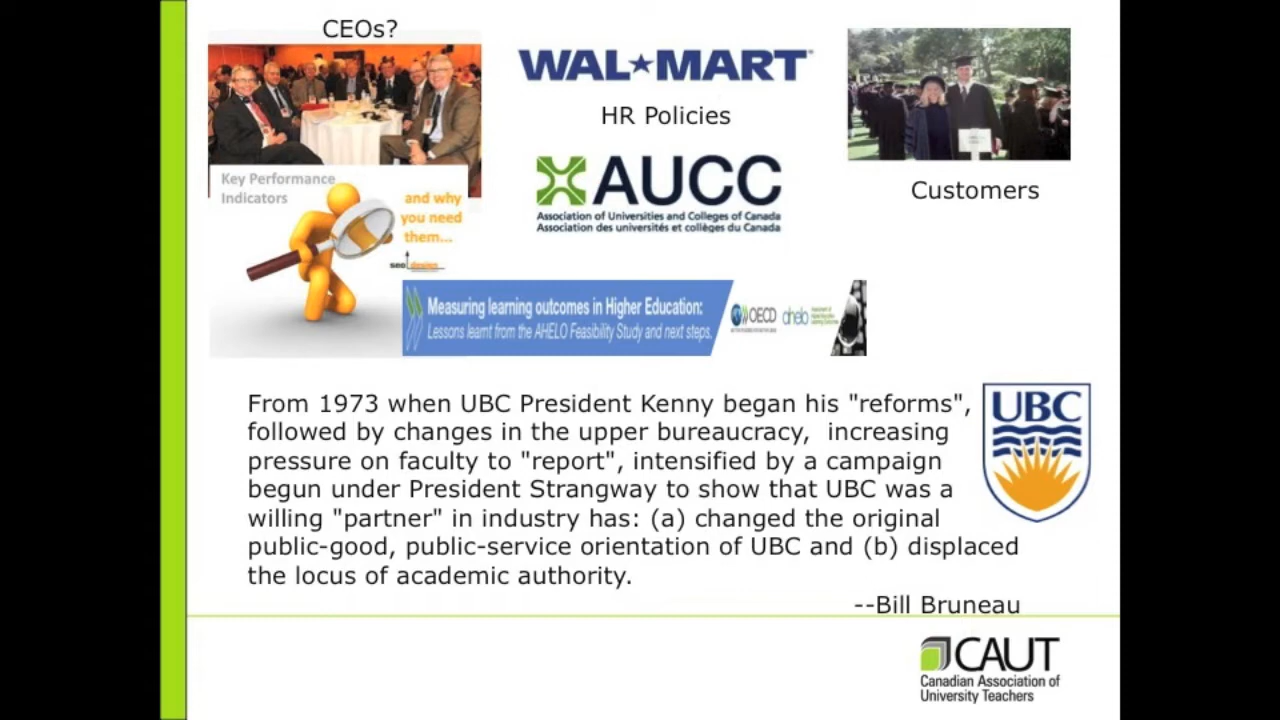 CEOs?
WAL★MART
HR Policies
AUCC
Association of Universities and Colleges of Canada
Association des universités et collèges du Canada
Customers
Key Performance
Indicators
and why
you need
them...
seo
Measuring learning outcomes in Higher Education:
Lessons learnt from the AHELO Feasibility Study and next steps.
OECD
ahelo
From 1973 when UBC President Kenny began his "reforms",
followed by changes in the upper bureaucracy,  increasing
pressure on faculty to "report", intensified by a campaign
begun under President Strangway to show that UBC was a
willing "partner" in industry has: (a) changed the original
public-good, public-service orientation of UBC and (b) displaced
the locus of academic authority.
--Bill Bruneau
UBC
CAUT
Canadian Association of
University Teachers